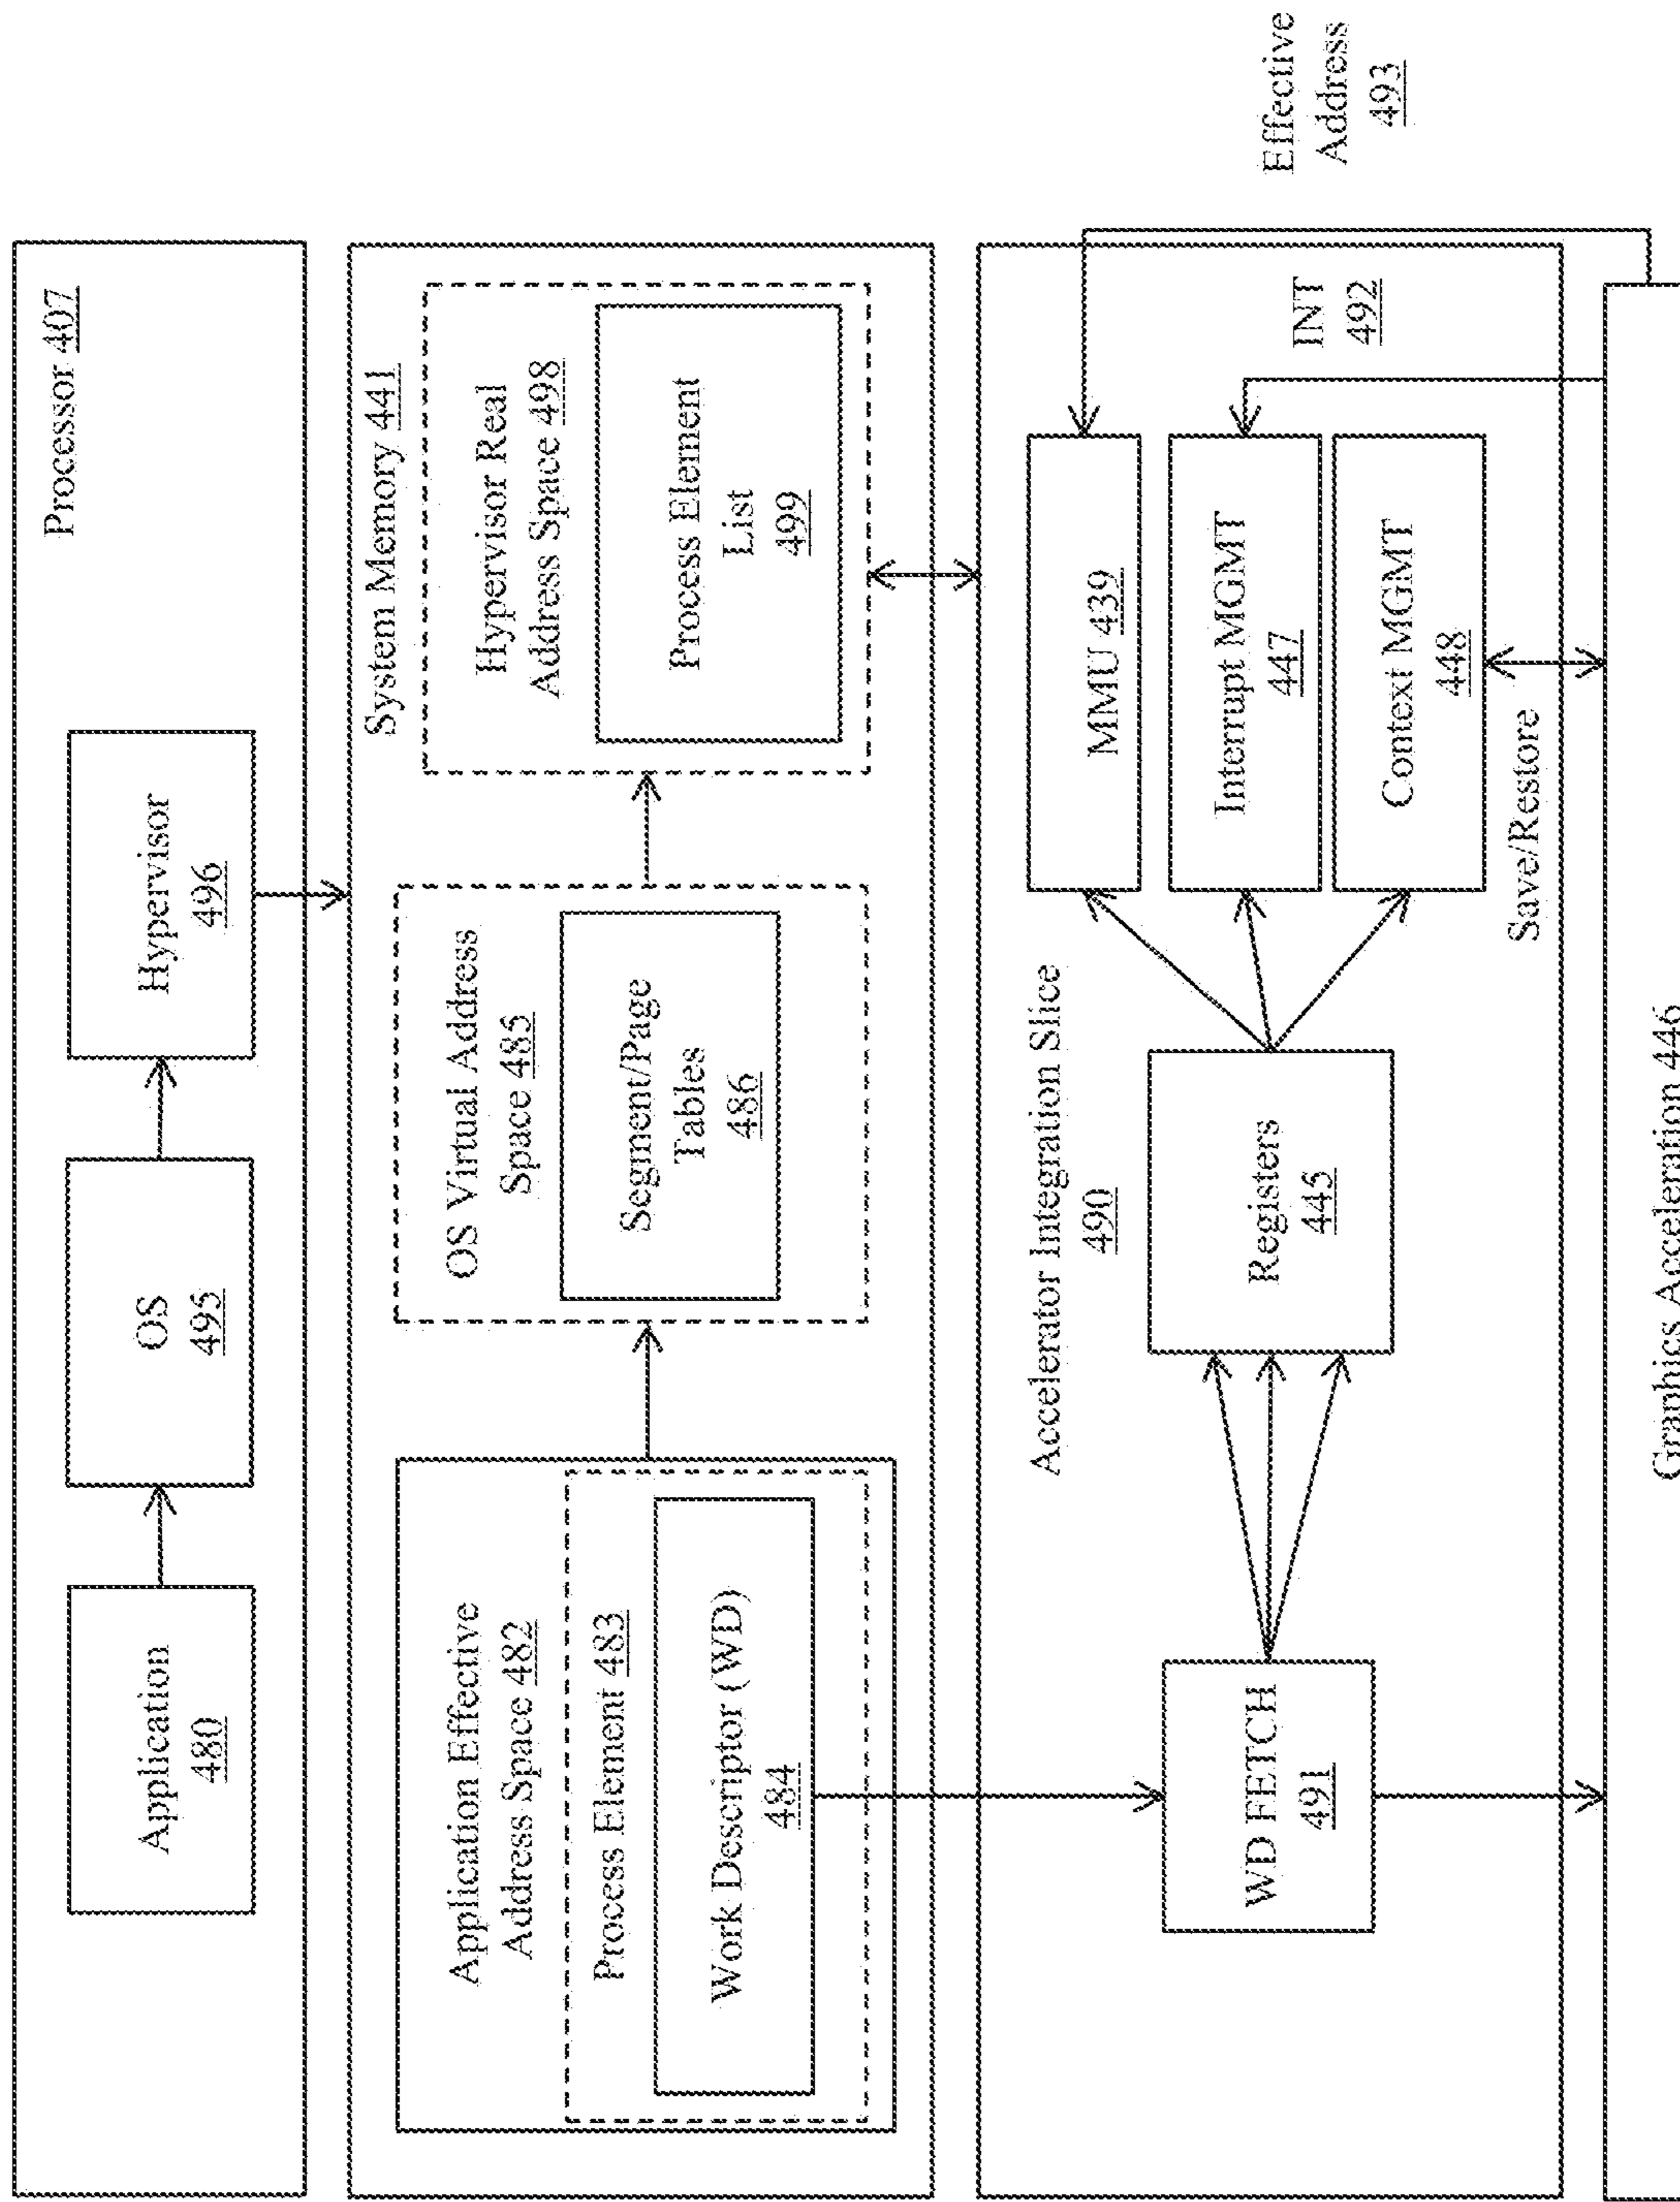 Processor 407
Application
480
OS
495
Hypervisor
496
System Memory 441
Application Effective
Address Space 482
Process Element 483
Work Descriptor (WD)
484
OS Virtual Address
Space 485
Segment/Page
Tables
486
Hypervisor Real
Address Space 498
Process Element
List
499
Accelerator Integration Slice
490
WD FETCH
491
Registers
445
MMU 439
Interrupt MGMT
447
Context MGMT
448
Save/Restore
INT
492
Effective
Address
493
Graphics Acceleration 446